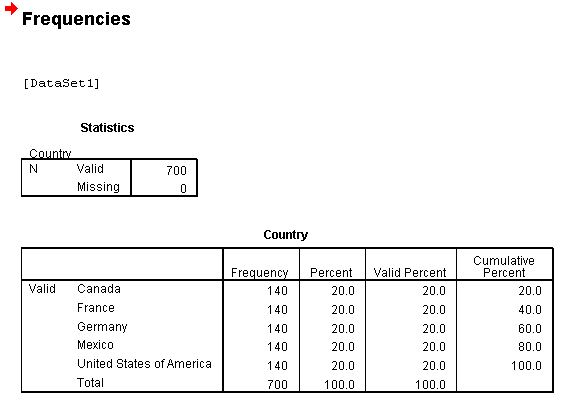 Frequencies
[DataSet1]
Statistics
Country
N Valid 700
Missing 0
Country
Frequency Percent Valid Percent Cumulative Percent
Valid Canada 140 20.0 20.0 20.0
France 140 20.0 20.0 40.0
Germany 140 20.0 20.0 60.0
Mexico 140 20.0 20.0 80.0
United States of America 140 20.0 20.0 100.0
Total 700 100.0 100.0